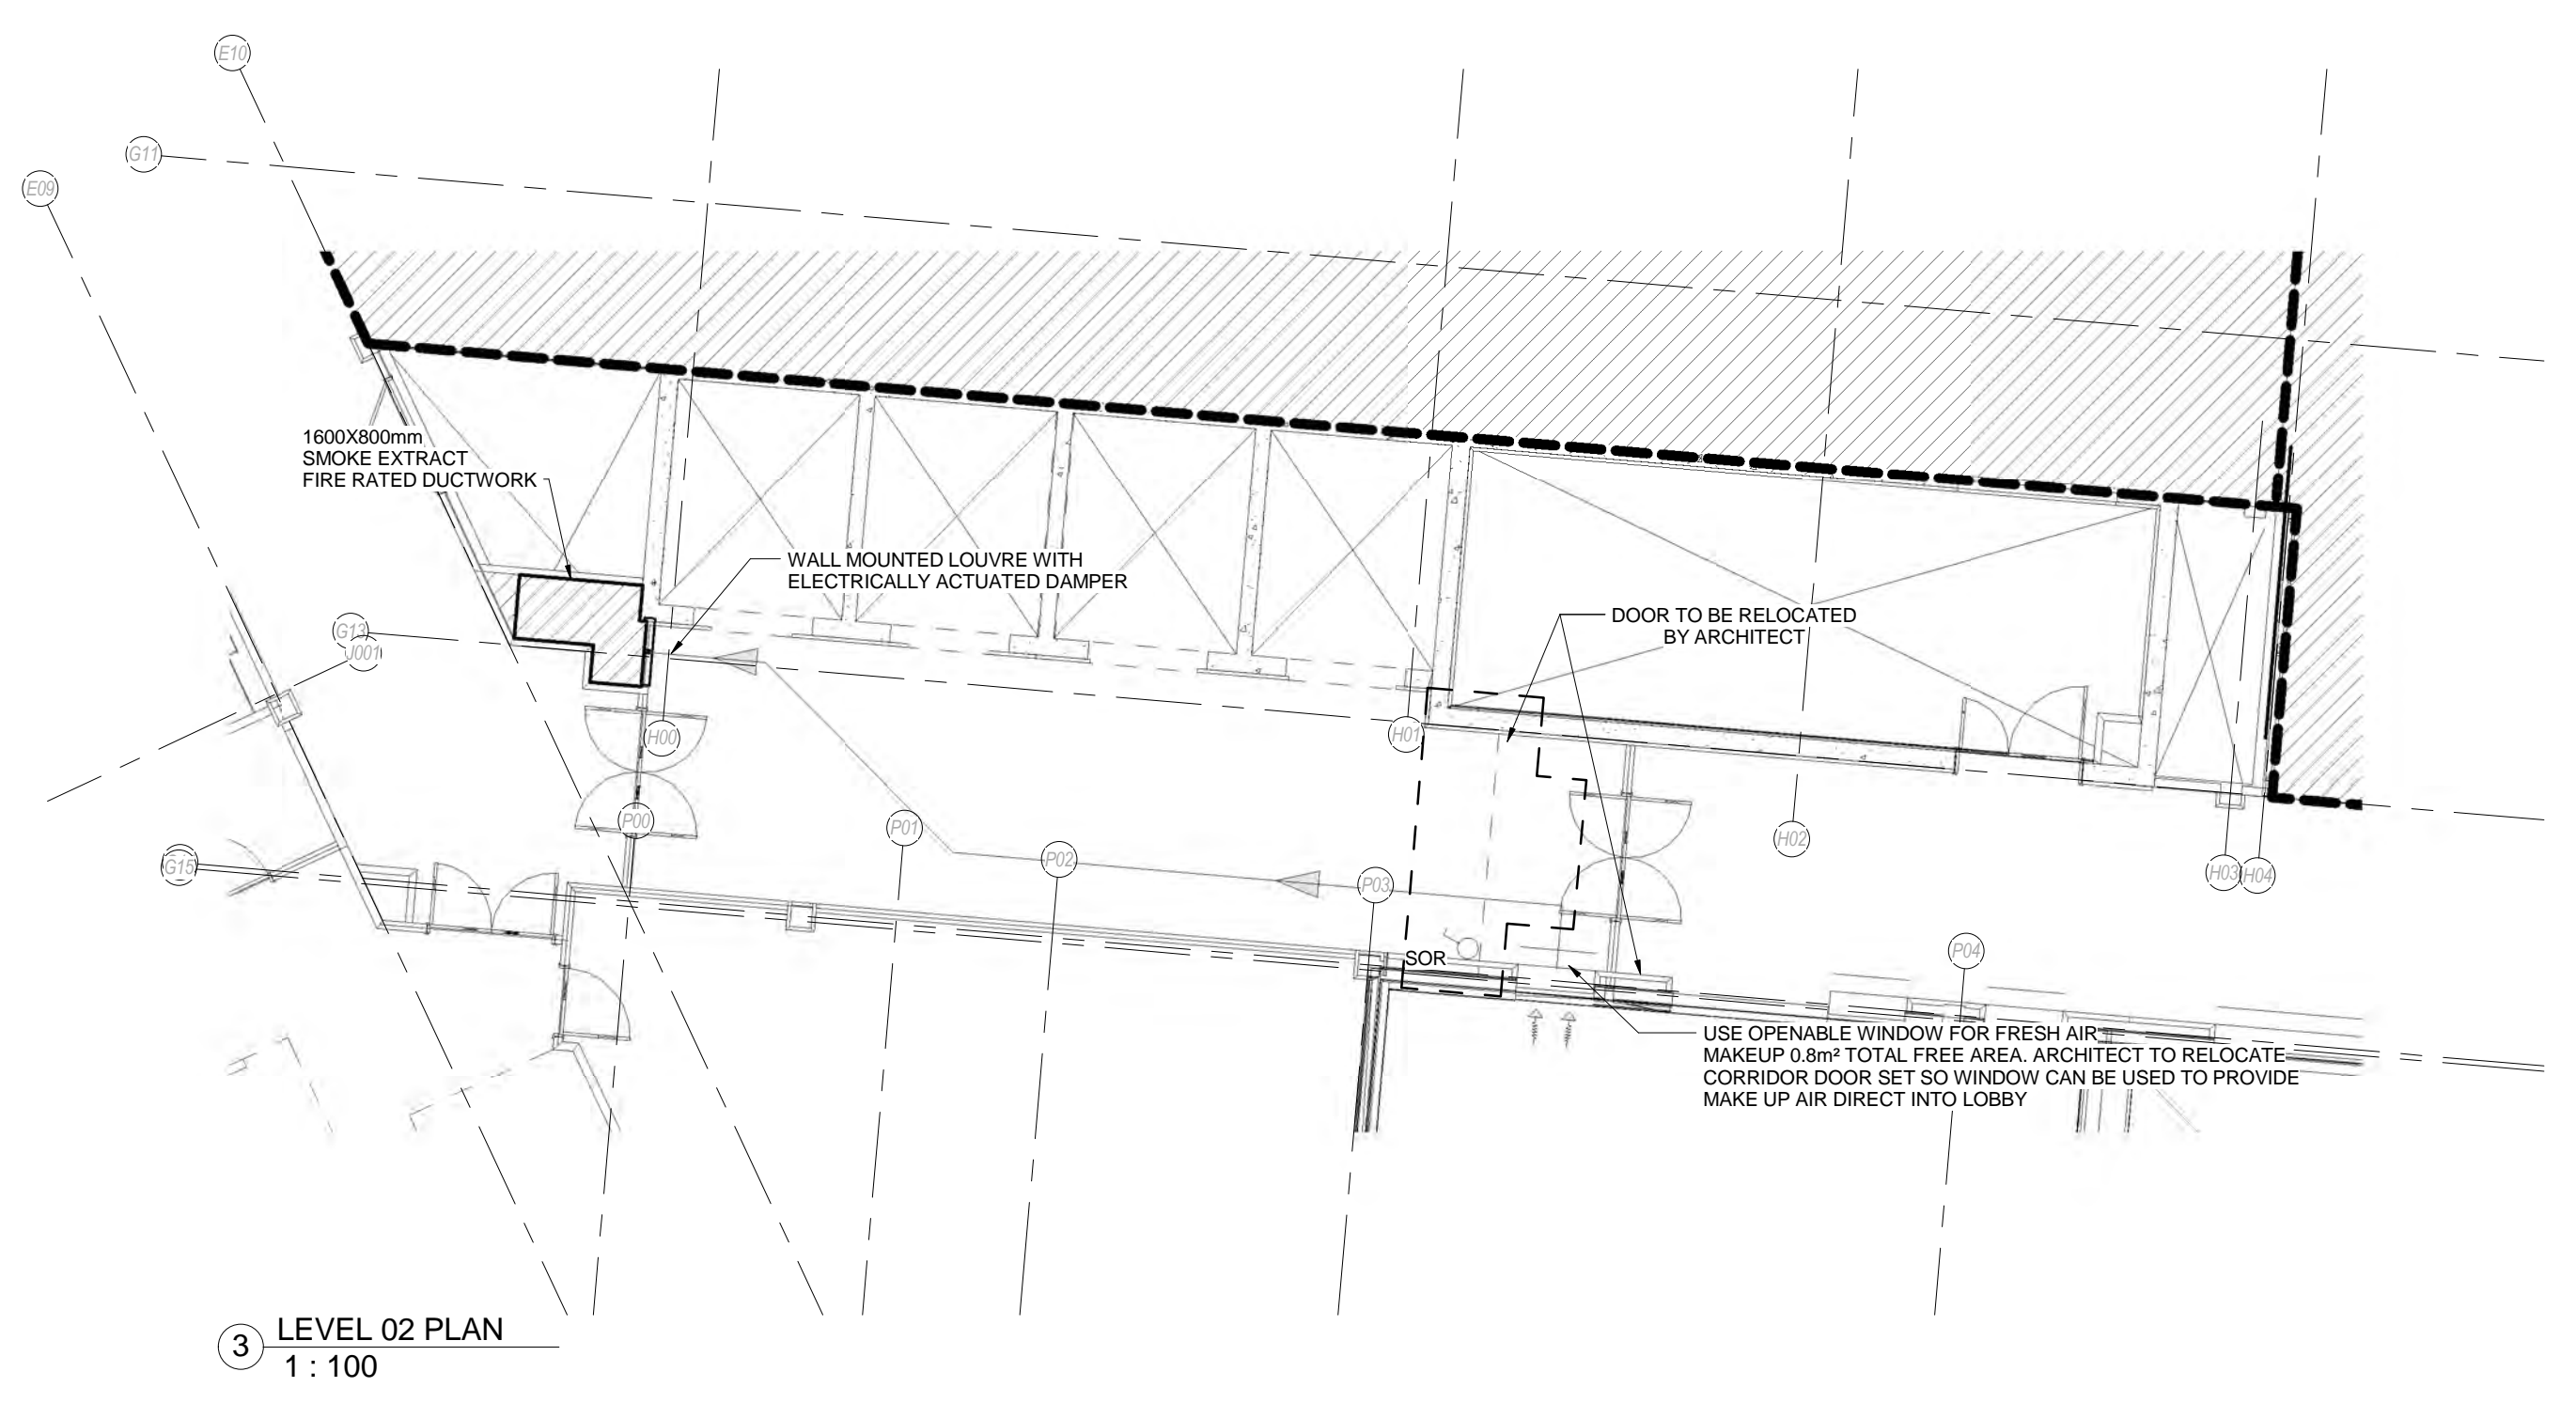 E10
G11
E09
1600X800mm
SMOKE EXTRACT
FIRE RATED DUCTWORK
WALL MOUNTED LOUVRE WITH
ELECTRICALLY ACTUATED DAMPER
DOOR TO BE RELOCATED
BY ARCHITECT
G13
J001
H00
H01
P00
P01
P02
H02
G15
P03
H03
H04
SOR
P04
USE OPENABLE WINDOW FOR FRESH AIR
MAKEUP 0.8m² TOTAL FREE AREA. ARCHITECT TO RELOCATE
CORRIDOR DOOR SET SO WINDOW CAN BE USED TO PROVIDE
MAKE UP AIR DIRECT INTO LOBBY
3
LEVEL 02 PLAN
1 : 100